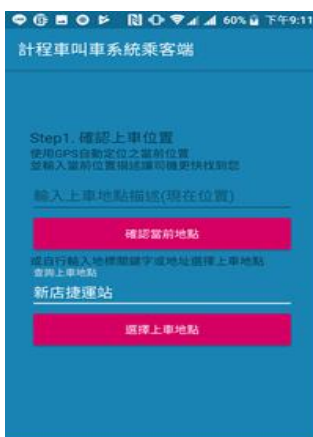 60% 下午9:11
計程車叫車系統乘客端
Step1. 確認上車位置
使用GPS自動定位之當前位置
並輸入當前位置描述讓司機更快找到您
輸入上車地點描述(現在位置)
確認當前地點
或自行輸入地標關鍵字或地址選擇上車地點
查詢上車地點
新店捷運站
選擇上車地點